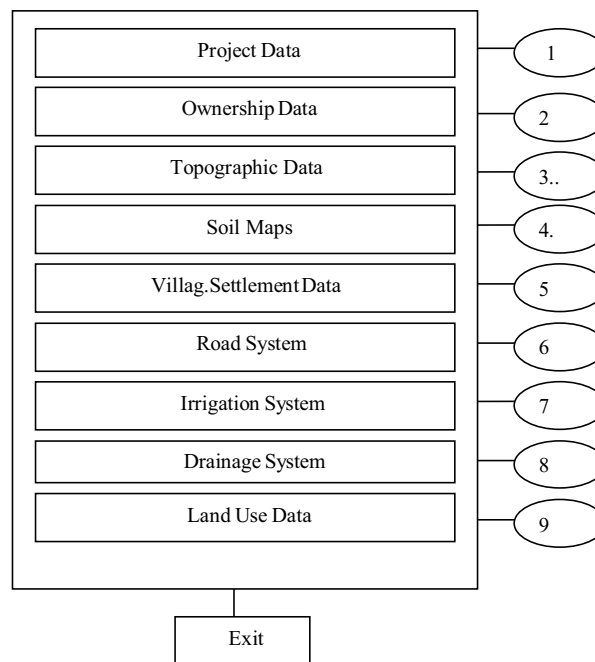 Project Data 1
Ownership Data 2
Topographic Data 3..
Soil Maps 4.
Villag.Settlement Data 5
Road System 6
Irrigation System 7
Drainage System 8
Land Use Data 9
Exit